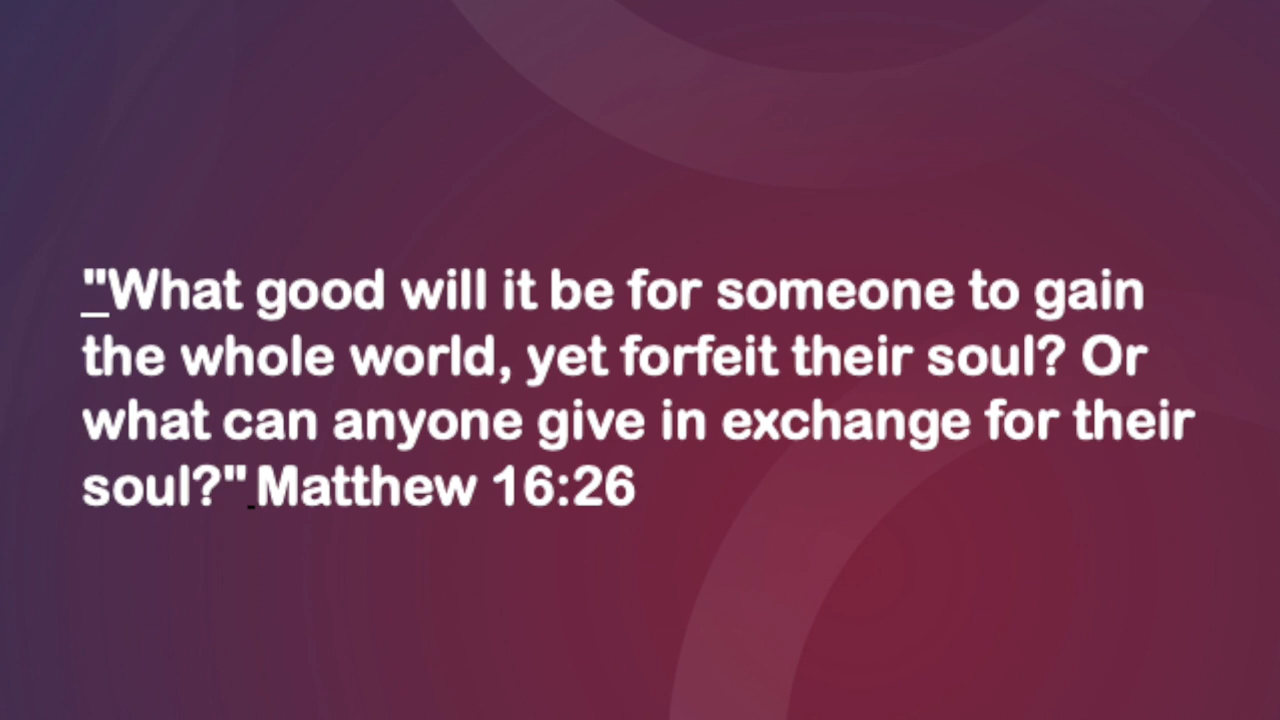 "What good will it be for someone to gain
the whole world, yet forfeit their soul? Or
what can anyone give in exchange for their
soul?" Matthew 16:26